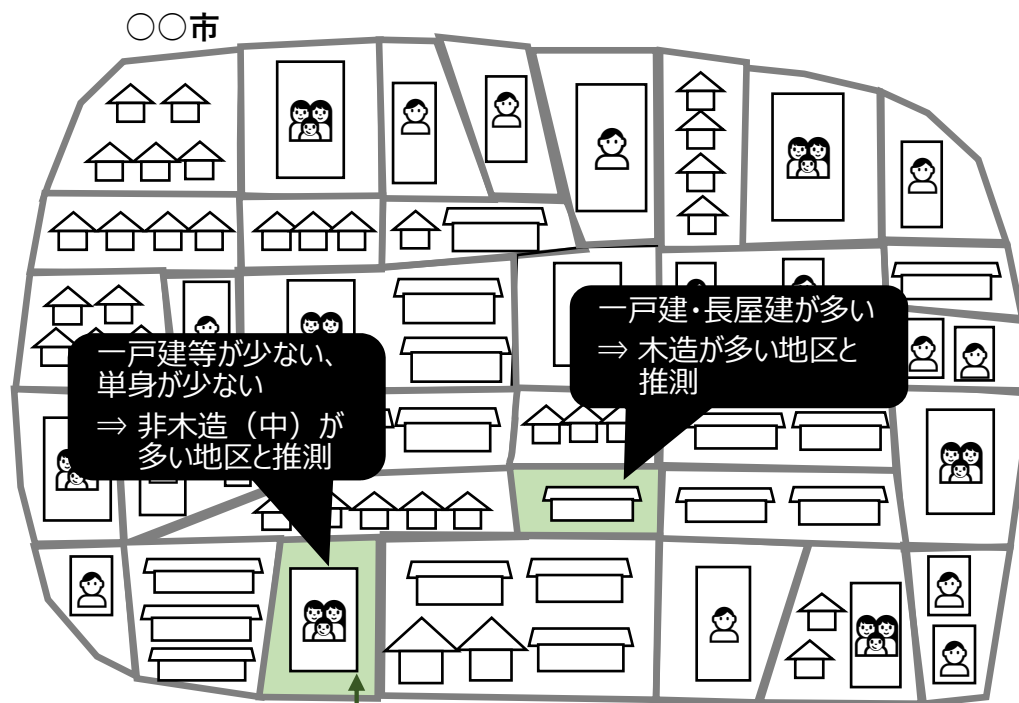 ○○市
一戸建等が少ない、
単身が少ない
⇒ 非木造（中）が
多い地区と推測
一戸建・長屋建が多い
⇒ 木造が多い地区と
推測